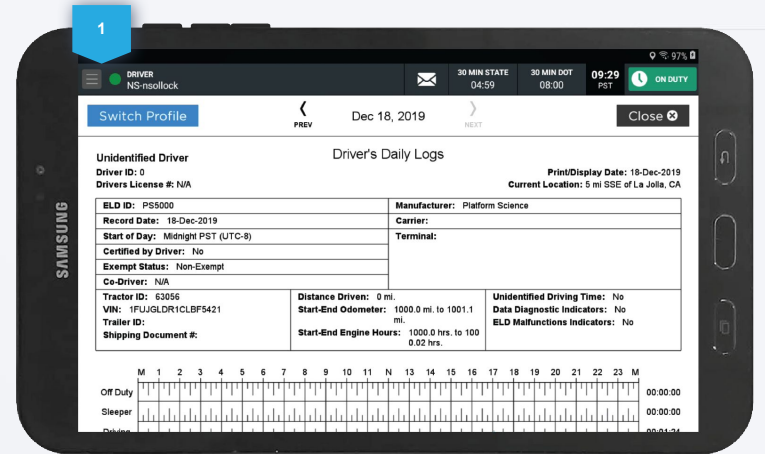 1
97%
DRIVER
NS-nsollock
30 MIN STATE
04:59
30 MIN DOT
08:00
09:29
PST
ON DUTY
Switch Profile
PREV
Dec 18, 2019
NEXT
Close
Driver's Daily Logs
Unidentified Driver
Driver ID: 0
Drivers License #: N/A
Print/Display Date: 18-Dec-2019
Current Location: 5 mi SSE of La Jolla, CA
ELD ID: PS5000
Record Date: 18-Dec-2019
Start of Day: Midnight PST (UTC-8)
Certified by Driver: No
Exempt Status: Non-Exempt
Co-Driver: N/A
Manufacturer: Platform Science
Carrier:
Terminal:
Tractor ID: 63056
VIN: 1FUJGLDR1CLBF5421
Trailer ID:
Shipping Document #:
Distance Driven: 0 mi.
Start-End Odometer: 1000.0 mi. to 1001.1
mi.
Start-End Engine Hours: 1000.0 hrs. to 100
0.02 hrs.
Unidentified Driving Time: No
Data Diagnostic Indicators: No
ELD Malfunctions Indicators: No
M 1 2 3 4 5 6 7 8 9 10 11 N 13 14 15 16 17 18 19 20 21 22 23 M
Off Duty 00:00:00
Sleeper 00:00:00
Driving 00:01:24
SAMSUNG